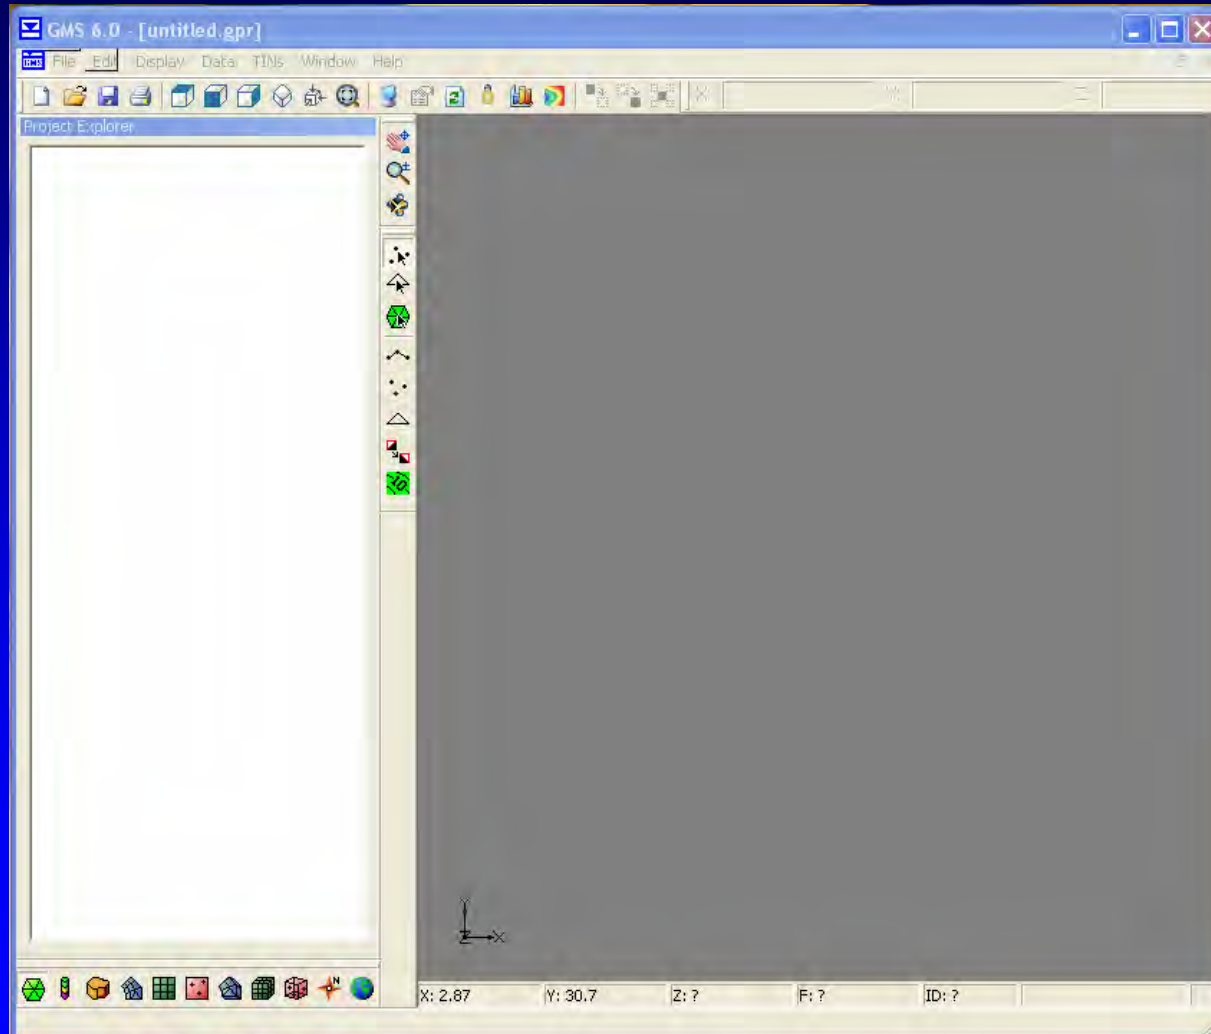 GMS 6.0 - [untitled.gpr]
File Edit Display Data TINs Window Help
Project Explorer
Y
Z X
X: 2.87 Y: 30.7 Z: ? F: ? ID: ?